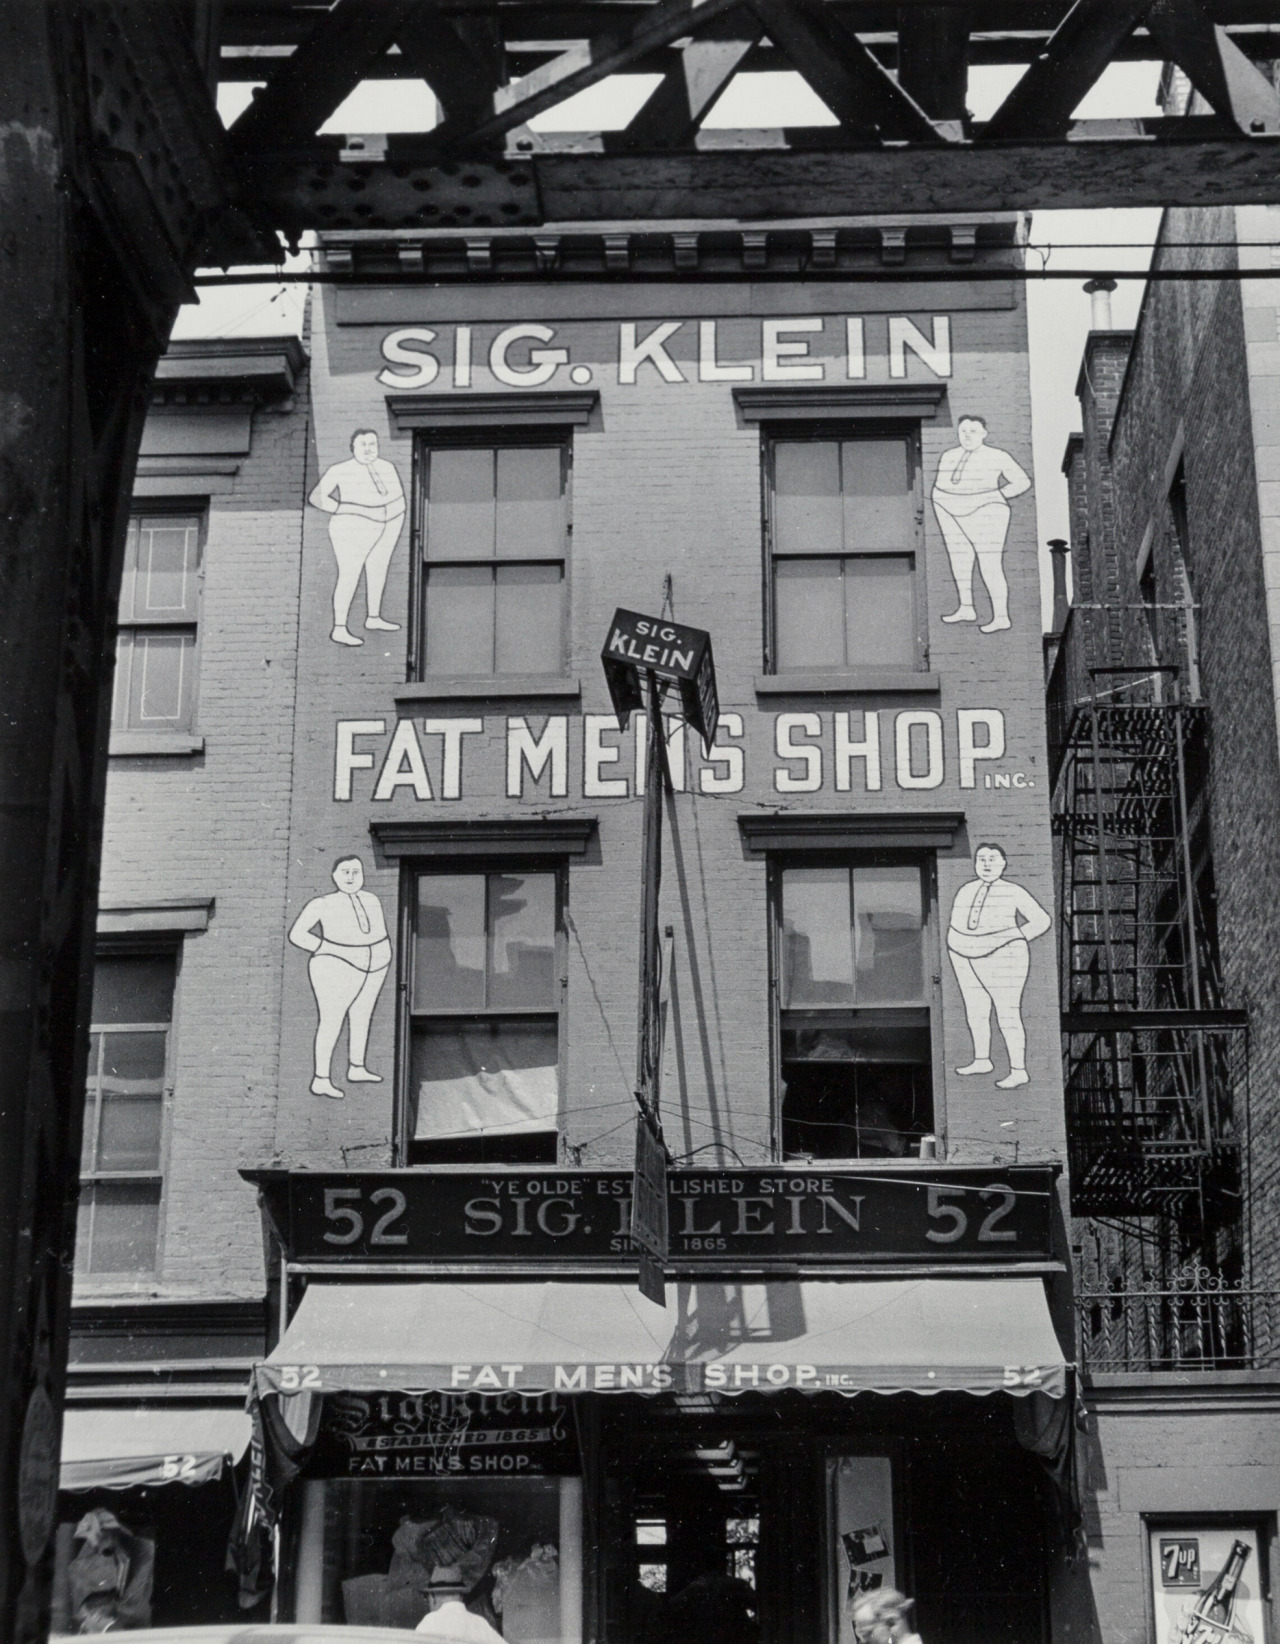 SIG. KLEIN
SIG.
KLEIN
FAT MEN'S SHOP INC.
"YE OLDE" ESTABLISHED STORE
52 SIG. KLEIN 52
SINCE 1865
52 · FAT MEN'S SHOP, INC. · 52
Sig. Klein
ESTABLISHED 1865
FAT MEN'S SHOP INC.
52
7up